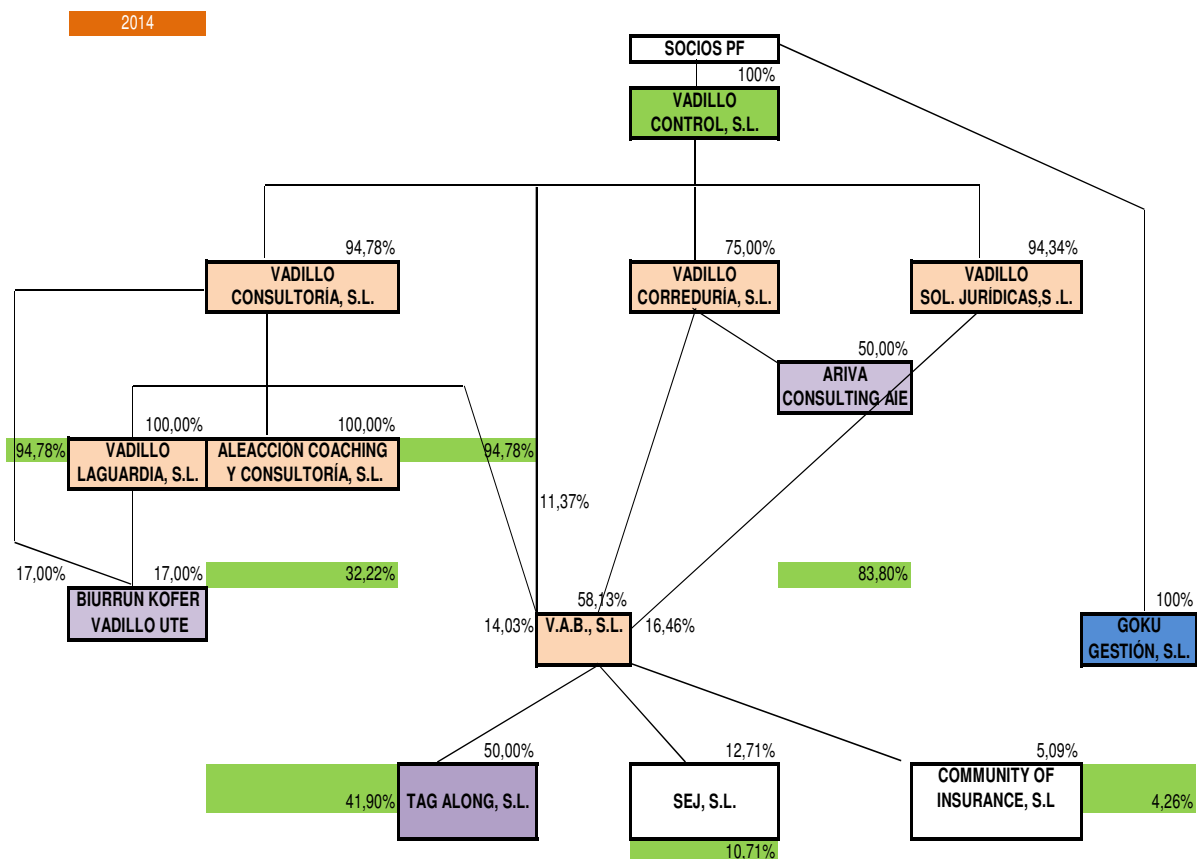 2014
SOCIOS PF
100%
VADILLO
CONTROL, S.L.
94,78%
75,00%
94,34%
VADILLO
CONSULTORÍA, S.L.
VADILLO
CORREDURÍA, S.L.
VADILLO
SOL. JURÍDICAS,S .L.
50,00%
ARIVA
CONSULTING AIE
100,00%
100,00%
94,78%
VADILLO
LAGUARDIA, S.L.
ALEACCIÓN COACHING
Y CONSULTORÍA, S.L.
94,78%
11,37%
17,00%
17,00%
32,22%
83,80%
BIURRUN KOFER
VADILLO UTE
58,13%
100%
14,03%
V.A.B., S.L.
16,46%
GOKU
GESTIÓN, S.L.
50,00%
12,71%
5,09%
41,90%
TAG ALONG, S.L.
SEJ, S.L.
COMMUNITY OF
INSURANCE, S.L
4,26%
10,71%